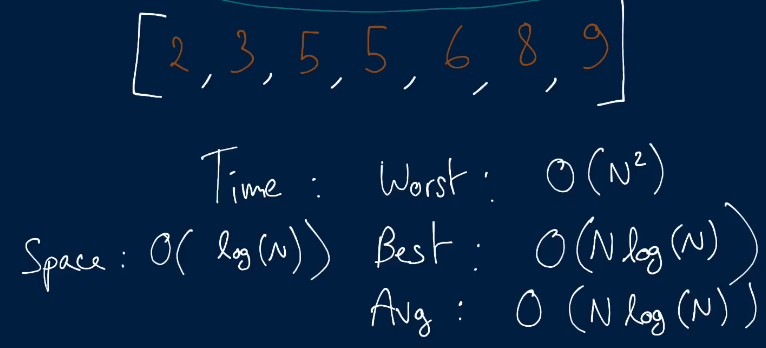 [2, 3, 5, 5, 6, 8, 9]
Time : Worst : O(N²)
Space : O( log(N)) Best : O(N log(N))
Avg : O (N log(N))